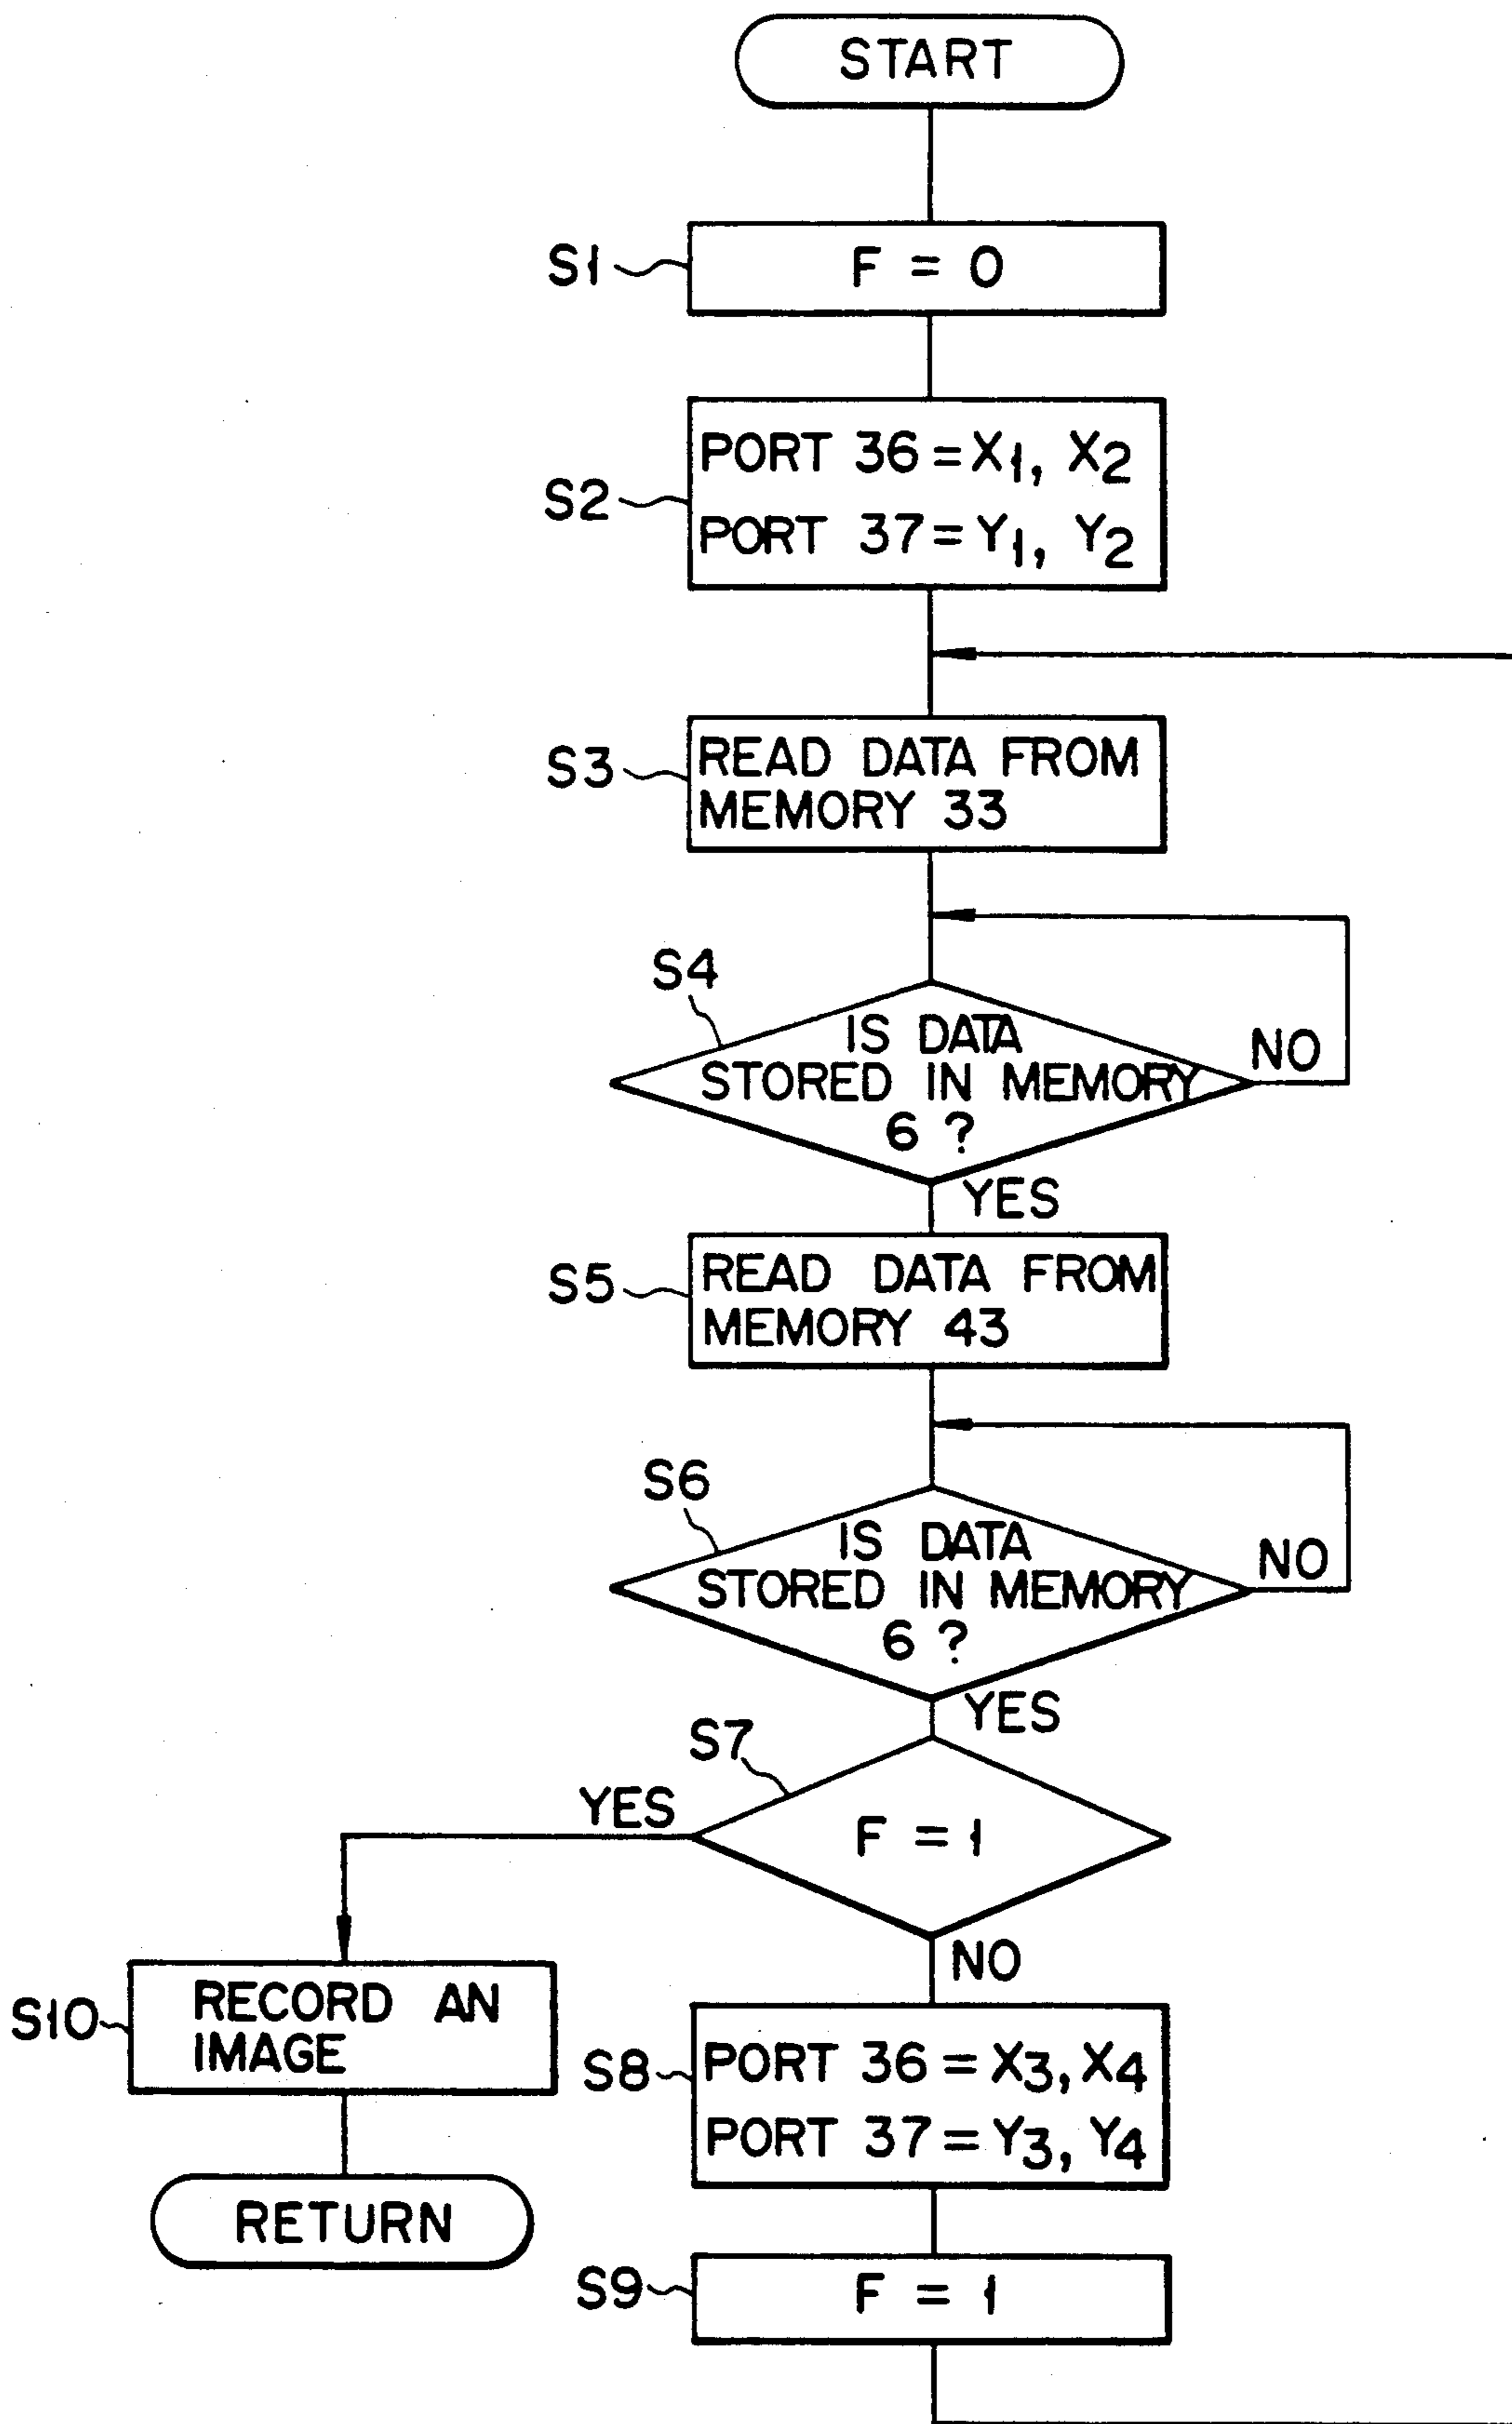 START
S1
F = 0
S2
PORT 36 = X1, X2
PORT 37 = Y1, Y2
S3
READ DATA FROM
MEMORY 33
S4
IS DATA
STORED IN MEMORY
6 ?
NO
YES
S5
READ DATA FROM
MEMORY 43
S6
IS DATA
STORED IN MEMORY
6 ?
NO
YES
S7
YES
F = 1
NO
S10
RECORD AN
IMAGE
S8
PORT 36 = X3, X4
PORT 37 = Y3, Y4
RETURN
S9
F = 1